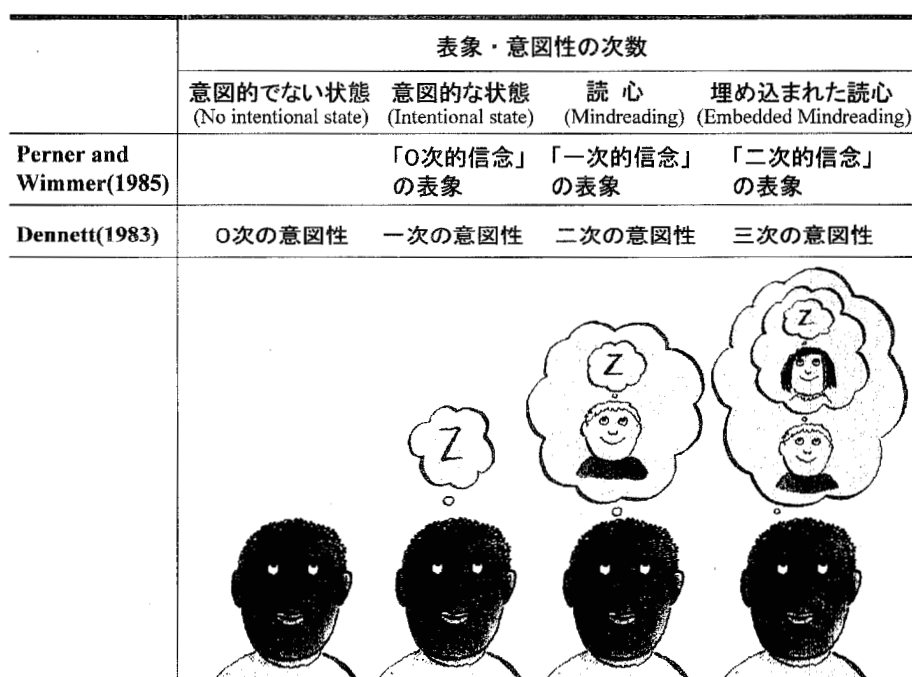 表象・意図性の次数
意図的でない状態 意図的な状態 読 心 埋め込まれた読心
(No intentional state) (Intentional state) (Mindreading) (Embedded Mindreading)
Perner and 「0次的信念」 「一次的信念」 「二次的信念」
Wimmer(1985) の表象 の表象 の表象
Dennett(1983) 0次の意図性 一次の意図性 二次の意図性 三次の意図性
Z
Z
Z